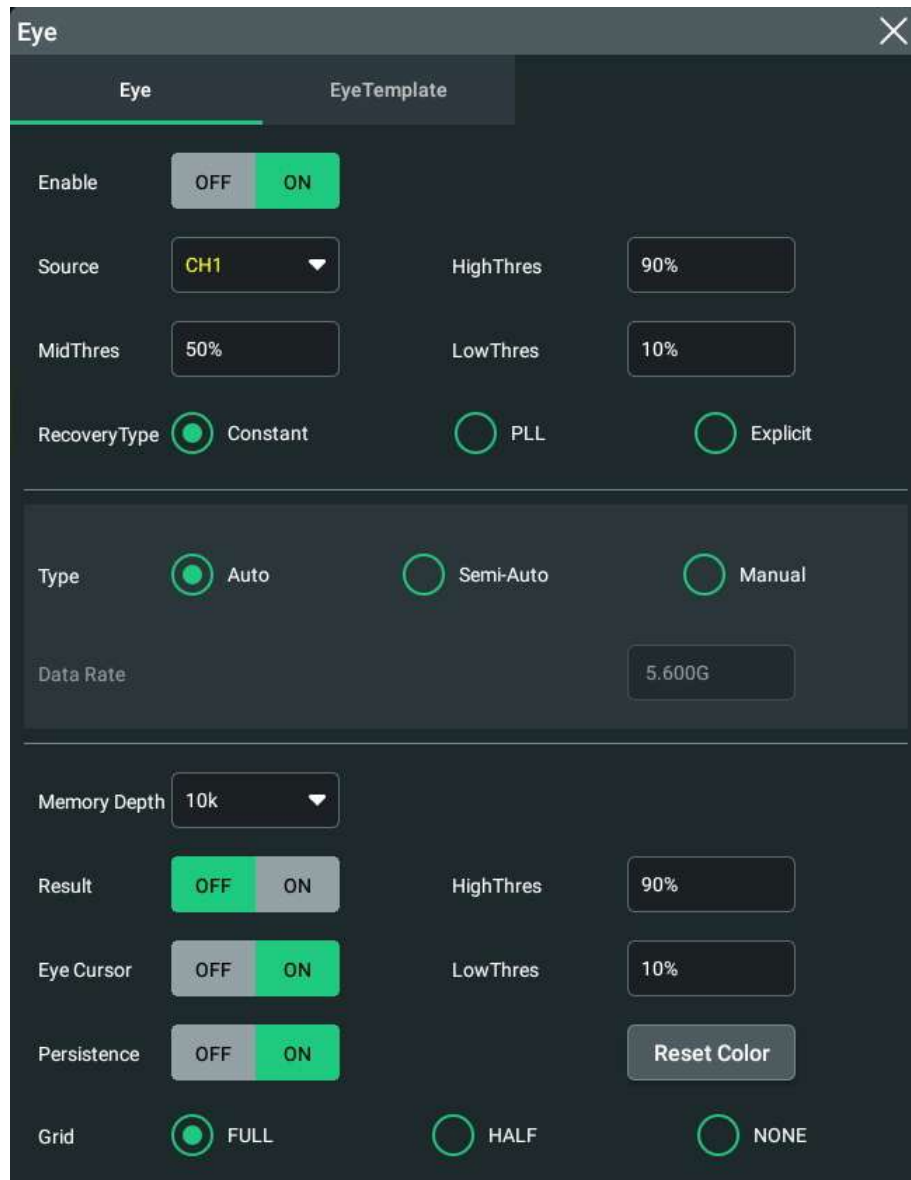 Eye
Eye EyeTemplate
Enable OFF ON
Source CH1 HighThres 90%
MidThres 50% LowThres 10%
RecoveryType Constant PLL Explicit
Type Auto Semi-Auto Manual
Data Rate 5.600G
Memory Depth 10k
Result OFF ON HighThres 90%
Eye Cursor OFF ON LowThres 10%
Persistence OFF ON Reset Color
Grid FULL HALF NONE